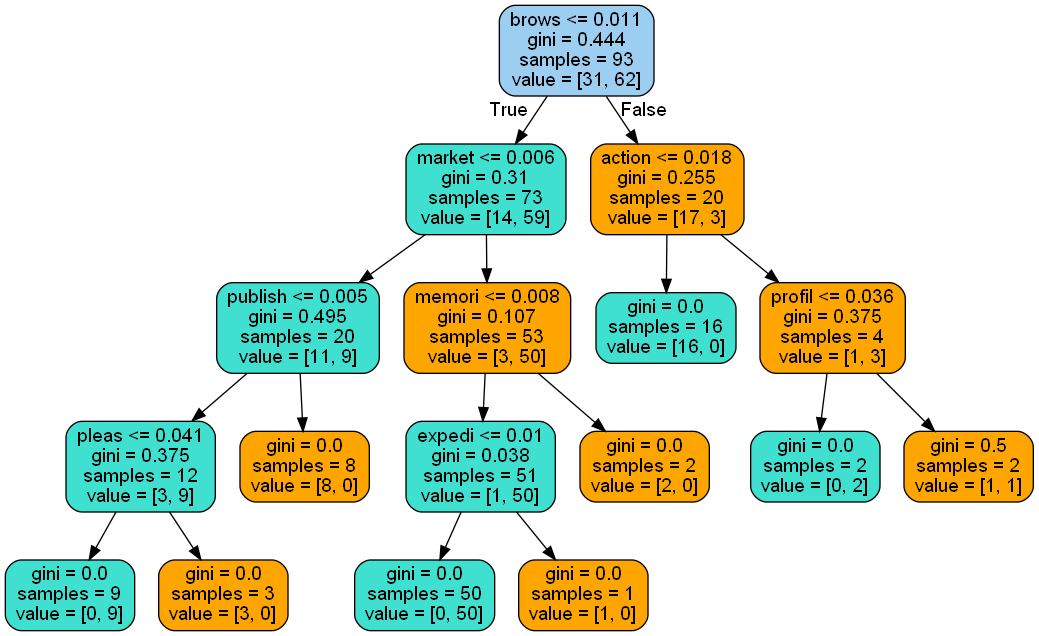 brows <= 0.011
gini = 0.444
samples = 93
value = [31, 62]
True
False
market <= 0.006
gini = 0.31
samples = 73
value = [14, 59]
action <= 0.018
gini = 0.255
samples = 20
value = [17, 3]
publish <= 0.005
gini = 0.495
samples = 20
value = [11, 9]
memori <= 0.008
gini = 0.107
samples = 53
value = [3, 50]
gini = 0.0
samples = 16
value = [16, 0]
profil <= 0.036
gini = 0.375
samples = 4
value = [1, 3]
pleas <= 0.041
gini = 0.375
samples = 12
value = [3, 9]
gini = 0.0
samples = 8
value = [8, 0]
expedi <= 0.01
gini = 0.038
samples = 51
value = [1, 50]
gini = 0.0
samples = 2
value = [2, 0]
gini = 0.0
samples = 2
value = [0, 2]
gini = 0.5
samples = 2
value = [1, 1]
gini = 0.0
samples = 9
value = [0, 9]
gini = 0.0
samples = 3
value = [3, 0]
gini = 0.0
samples = 50
value = [0, 50]
gini = 0.0
samples = 1
value = [1, 0]